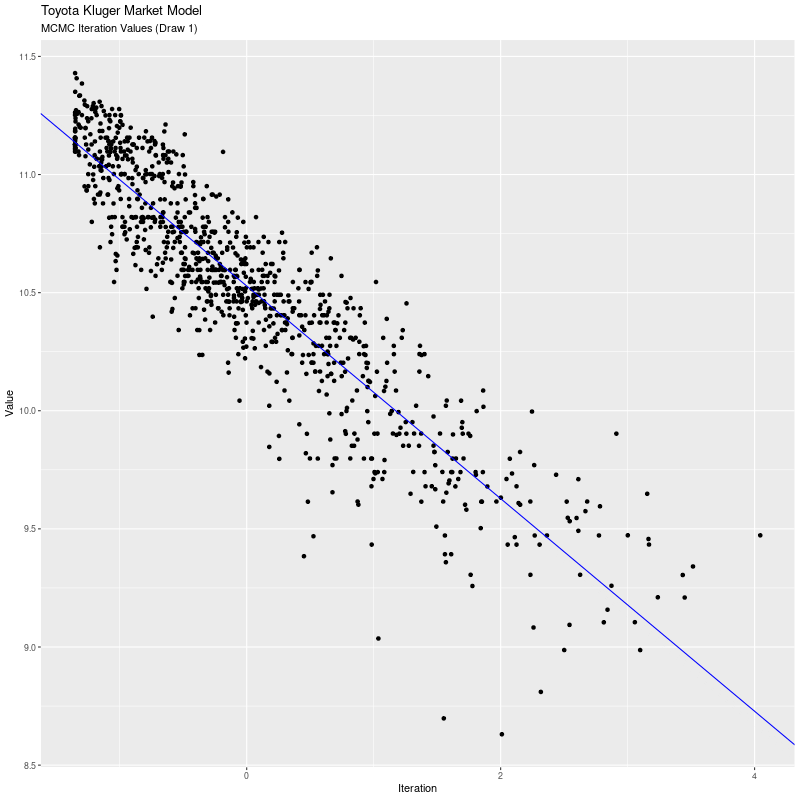 Toyota Kluger Market Model
MCMC Iteration Values (Draw 1)
11.5
11.0
10.5
10.0
9.5
9.0
8.5
Value
0
2
4
Iteration